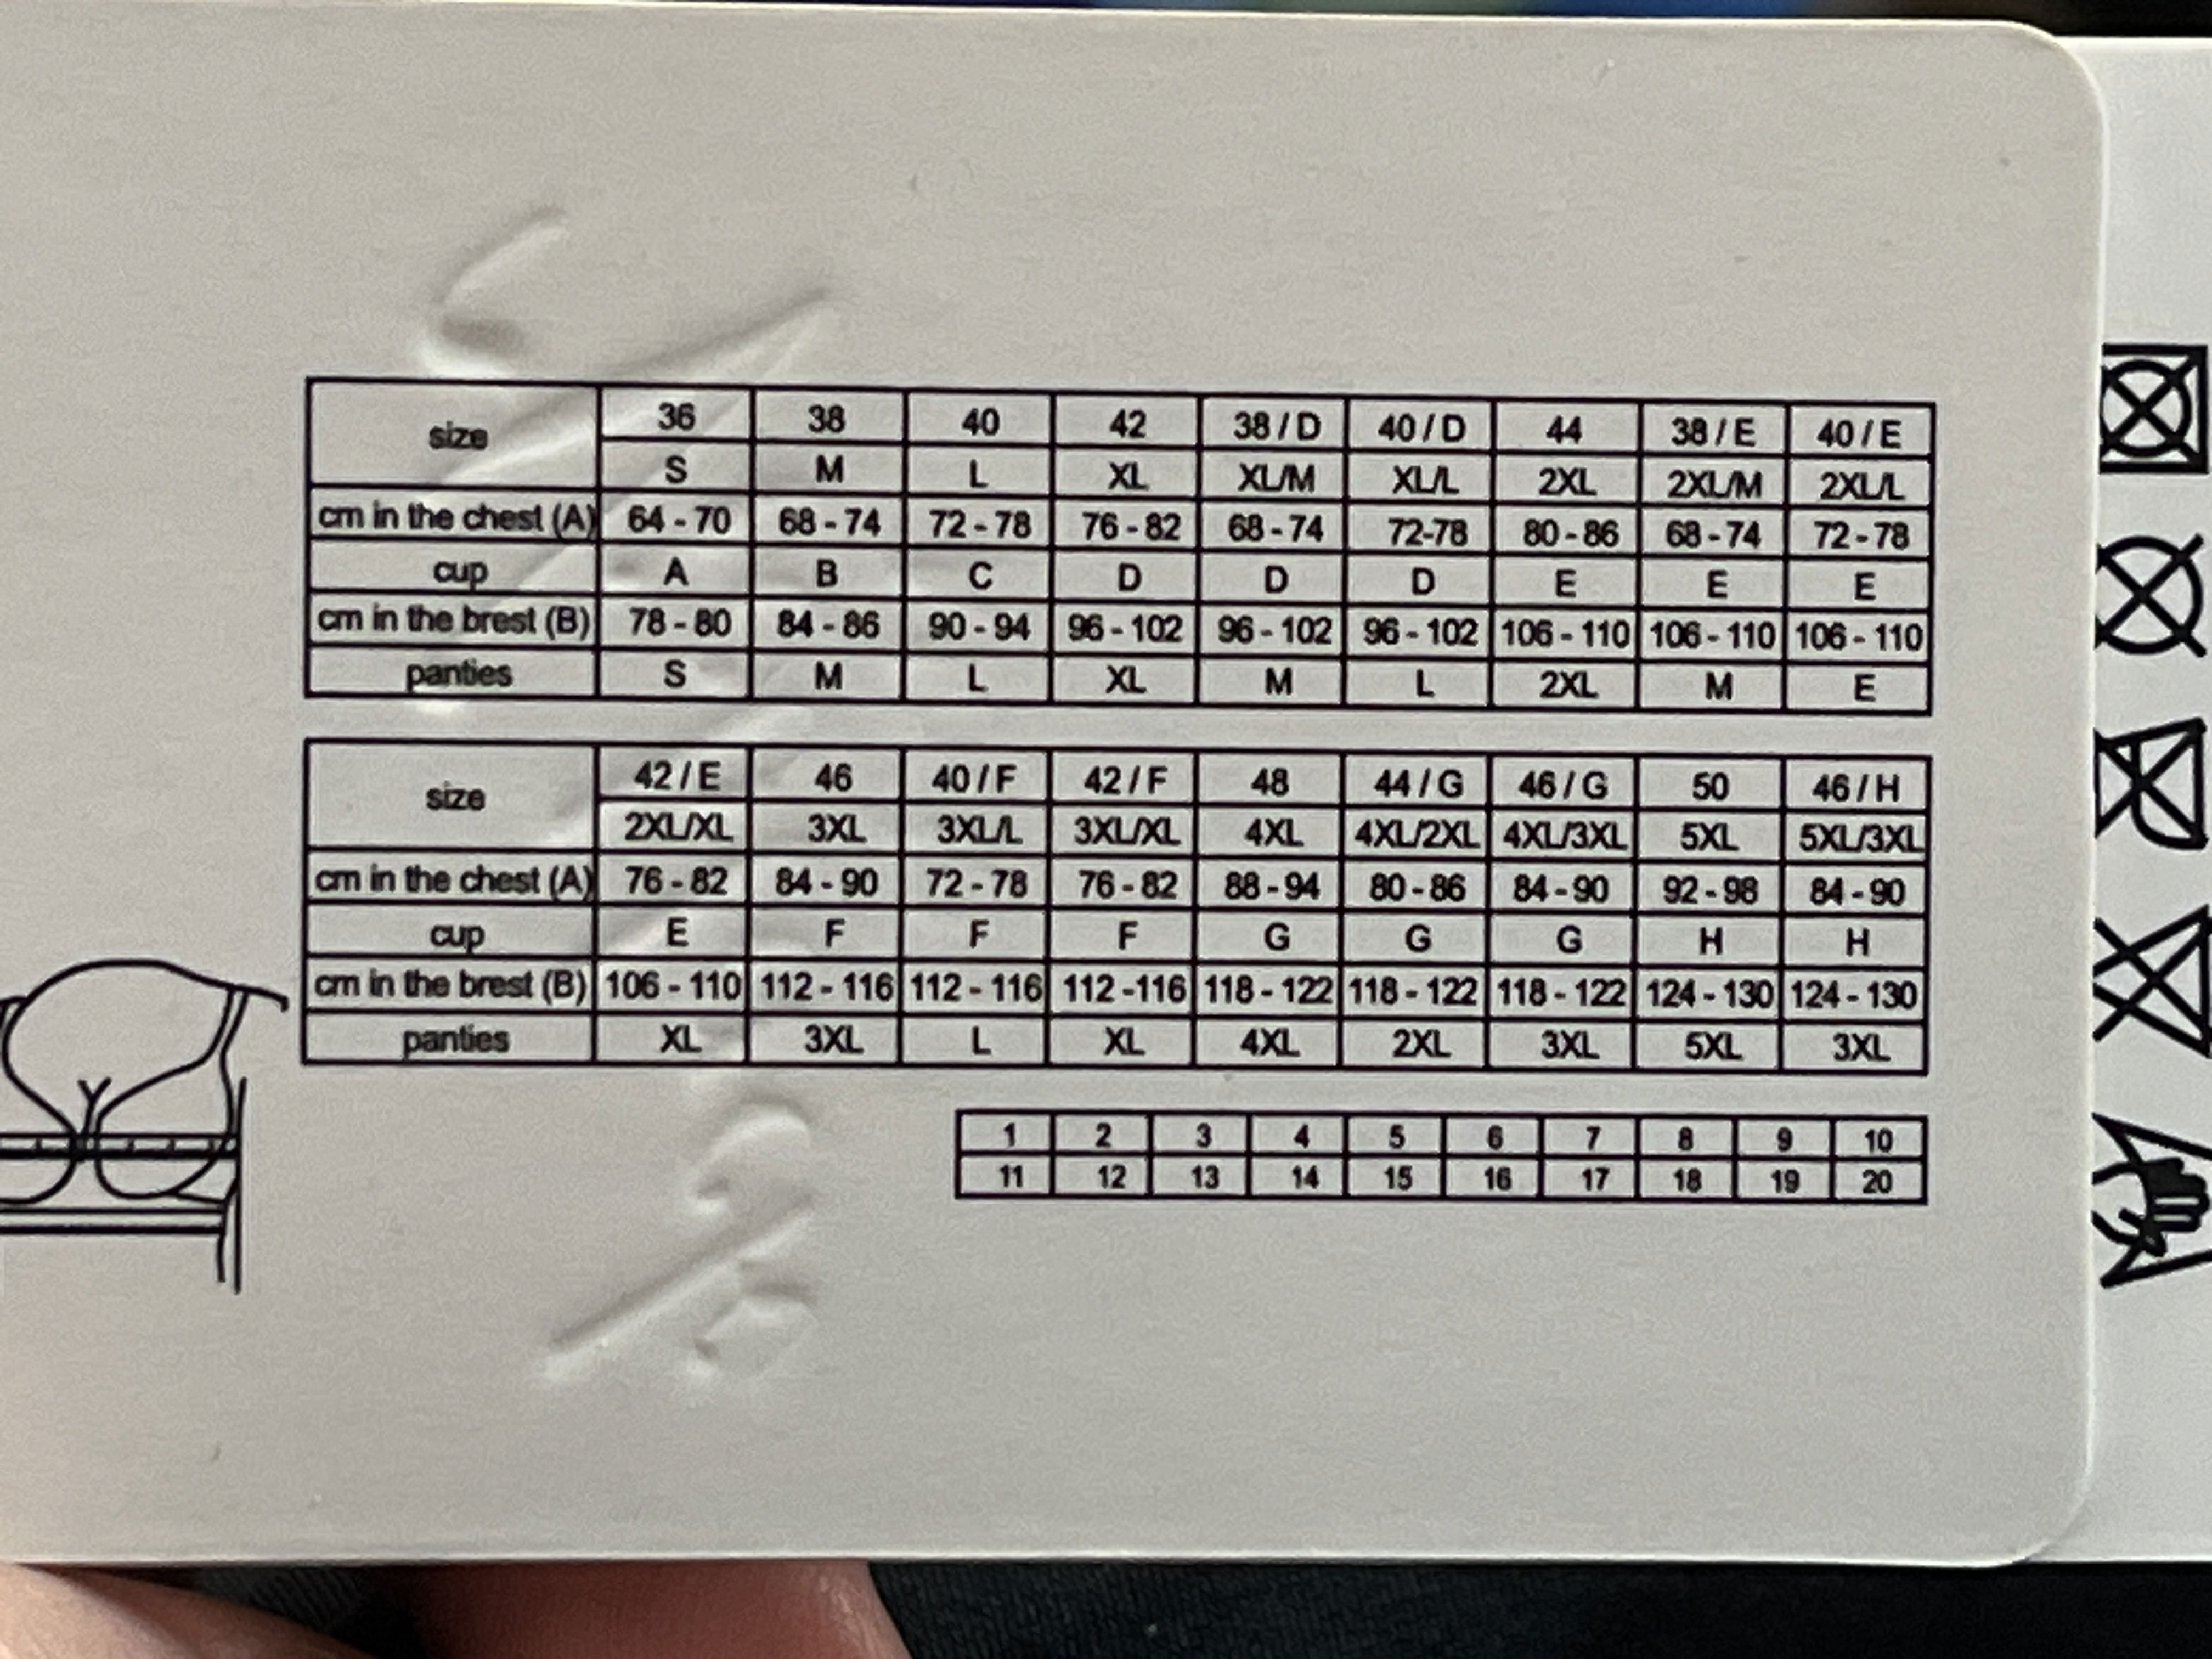 size 36 38 40 42 38 / D 40 / D 44 38 / E 40 / E
S M L XL XL/M XL/L 2XL 2XL/M 2XL/L
cm in the chest (A) 64 - 70 68 - 74 72 - 78 76 - 82 68 - 74 72-78 80 - 86 68 - 74 72 - 78
cup A B C D D D E E E
cm in the brest (B) 78 - 80 84 - 86 90 - 94 96 - 102 96 - 102 96 - 102 106 - 110 106 - 110 106 - 110
panties S M L XL M L 2XL M E
size 42 / E 46 40 / F 42 / F 48 44 / G 46 / G 50 46 / H
2XL/XL 3XL 3XL/L 3XL/XL 4XL 4XL/2XL 4XL/3XL 5XL 5XL/3XL
cm in the chest (A) 76 - 82 84 - 90 72 - 78 76 - 82 88 - 94 80 - 86 84 - 90 92 - 98 84 - 90
cup E F F F G G G H H
cm in the brest (B) 106 - 110 112 - 116 112 - 116 112 -116 118 - 122 118 - 122 118 - 122 124 - 130 124 - 130
panties XL 3XL L XL 4XL 2XL 3XL 5XL 3XL
1 2 3 4 5 6 7 8 9 10
11 12 13 14 15 16 17 18 19 20